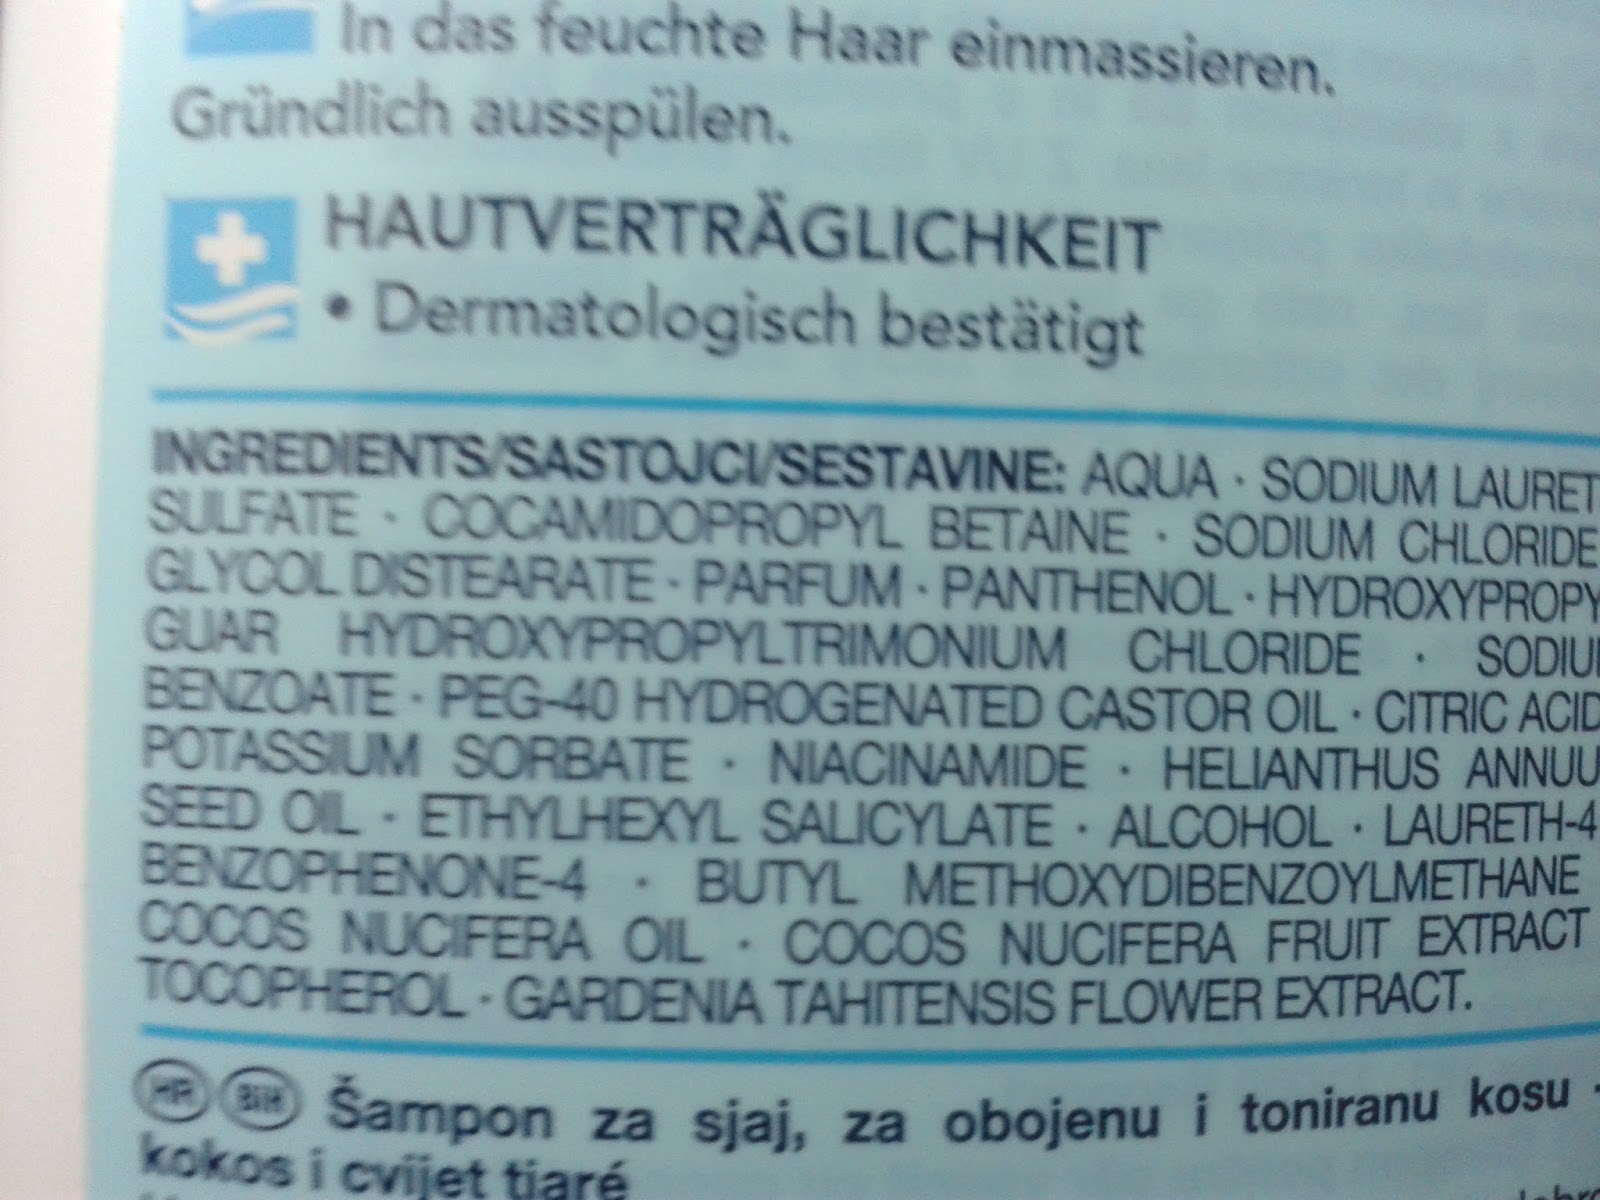 In das feuchte Haar einmassieren.
Gründlich ausspülen.
HAUTVERTRÄGLICHKEIT
• Dermatologisch bestätigt
INGREDIENTS/SASTOJCI/SESTAVINE: AQUA · SODIUM LAURET
SULFATE · COCAMIDOPROPYL BETAINE · SODIUM CHLORIDE
GLYCOL DISTEARATE · PARFUM · PANTHENOL · HYDROXYPROPY
GUAR HYDROXYPROPYLTRIMONIUM CHLORIDE · SODIU
BENZOATE · PEG-40 HYDROGENATED CASTOR OIL · CITRIC ACID
POTASSIUM SORBATE · NIACINAMIDE · HELIANTHUS ANNUU
SEED OIL · ETHYLHEXYL SALICYLATE · ALCOHOL · LAURETH-4
BENZOPHENONE-4 · BUTYL METHOXYDIBENZOYLMETHANE
COCOS NUCIFERA OIL · COCOS NUCIFERA FRUIT EXTRACT
TOCOPHEROL · GARDENIA TAHITENSIS FLOWER EXTRACT.
HR BIH Šampon za sjaj, za obojenu i toniranu kosu ·
kokos i cvijet tiaré